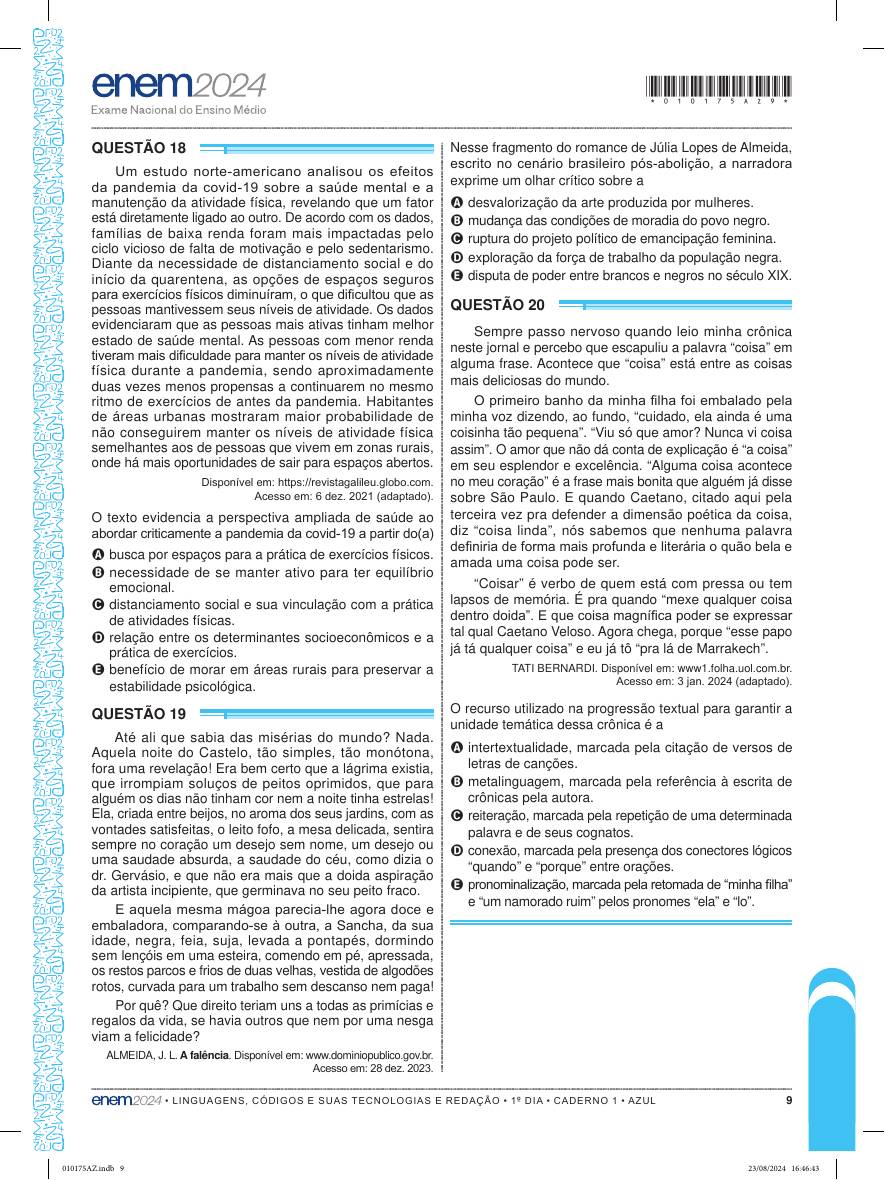 enem2024
Exame Nacional do Ensino Médio
*010175AZ9*
QUESTÃO 18
Um estudo norte-americano analisou os efeitos
da pandemia da covid-19 sobre a saúde mental e a
manutenção da atividade física, revelando que um fator
está diretamente ligado ao outro. De acordo com os dados,
famílias de baixa renda foram mais impactadas pelo
ciclo vicioso de falta de motivação e pelo sedentarismo.
Diante da necessidade de distanciamento social e do
início da quarentena, as opções de espaços seguros
para exercícios físicos diminuíram, o que dificultou que as
pessoas mantivessem seus níveis de atividade. Os dados
evidenciaram que as pessoas mais ativas tinham melhor
estado de saúde mental. As pessoas com menor renda
tiveram mais dificuldade para manter os níveis de atividade
física durante a pandemia, sendo aproximadamente
duas vezes menos propensas a continuarem no mesmo
ritmo de exercícios de antes da pandemia. Habitantes
de áreas urbanas mostraram maior probabilidade de
não conseguirem manter os níveis de atividade física
semelhantes aos de pessoas que vivem em zonas rurais,
onde há mais oportunidades de sair para espaços abertos.
Disponível em: https://revistagalileu.globo.com.
Acesso em: 6 dez. 2021 (adaptado).
O texto evidencia a perspectiva ampliada de saúde ao
abordar criticamente a pandemia da covid-19 a partir do(a)
A busca por espaços para a prática de exercícios físicos.
B necessidade de se manter ativo para ter equilíbrio
emocional.
C distanciamento social e sua vinculação com a prática
de atividades físicas.
D relação entre os determinantes socioeconômicos e a
prática de exercícios.
E benefício de morar em áreas rurais para preservar a
estabilidade psicológica.
QUESTÃO 19
Até ali que sabia das misérias do mundo? Nada.
Aquela noite do Castelo, tão simples, tão monótona,
fora uma revelação! Era bem certo que a lágrima existia,
que irrompiam soluços de peitos oprimidos, que para
alguém os dias não tinham cor nem a noite tinha estrelas!
Ela, criada entre beijos, no aroma dos seus jardins, com as
vontades satisfeitas, o leito fofo, a mesa delicada, sentira
sempre no coração um desejo sem nome, um desejo ou
uma saudade absurda, a saudade do céu, como dizia o
dr. Gervásio, e que não era mais que a doida aspiração
da artista incipiente, que germinava no seu peito fraco.
E aquela mesma mágoa parecia-lhe agora doce e
embaladora, comparando-se à outra, a Sancha, da sua
idade, negra, feia, suja, levada a pontapés, dormindo
sem lençóis em uma esteira, comendo em pé, apressada,
os restos parcos e frios de duas velhas, vestida de algodões
rotos, curvada para um trabalho sem descanso nem paga!
Por quê? Que direito teriam uns a todas as primícias e
regalos da vida, se havia outros que nem por uma nesga
viam a felicidade?
ALMEIDA, J. L. A falência. Disponível em: www.dominiopublico.gov.br.
Acesso em: 28 dez. 2023.
Nesse fragmento do romance de Júlia Lopes de Almeida,
escrito no cenário brasileiro pós-abolição, a narradora
exprime um olhar crítico sobre a
A desvalorização da arte produzida por mulheres.
B mudança das condições de moradia do povo negro.
C ruptura do projeto político de emancipação feminina.
D exploração da força de trabalho da população negra.
E disputa de poder entre brancos e negros no século XIX.
QUESTÃO 20
Sempre passo nervoso quando leio minha crônica
neste jornal e percebo que escapuliu a palavra “coisa” em
alguma frase. Acontece que “coisa” está entre as coisas
mais deliciosas do mundo.
O primeiro banho da minha filha foi embalado pela
minha voz dizendo, ao fundo, “cuidado, ela ainda é uma
coisinha tão pequena”. “Viu só que amor? Nunca vi coisa
assim”. O amor que não dá conta de explicação é “a coisa”
em seu esplendor e excelência. “Alguma coisa acontece
no meu coração” é a frase mais bonita que alguém já disse
sobre São Paulo. E quando Caetano, citado aqui pela
terceira vez pra defender a dimensão poética da coisa,
diz “coisa linda”, nós sabemos que nenhuma palavra
definiria de forma mais profunda e literária o quão bela e
amada uma coisa pode ser.
“Coisar” é verbo de quem está com pressa ou tem
lapsos de memória. É pra quando “mexe qualquer coisa
dentro doida”. E que coisa magnífica poder se expressar
tal qual Caetano Veloso. Agora chega, porque “esse papo
já tá qualquer coisa” e eu já tô “pra lá de Marrakech”.
TATI BERNARDI. Disponível em: www1.folha.uol.com.br.
Acesso em: 3 jan. 2024 (adaptado).
O recurso utilizado na progressão textual para garantir a
unidade temática dessa crônica é a
A intertextualidade, marcada pela citação de versos de
letras de canções.
B metalinguagem, marcada pela referência à escrita de
crônicas pela autora.
C reiteração, marcada pela repetição de uma determinada
palavra e de seus cognatos.
D conexão, marcada pela presença dos conectores lógicos
“quando” e “porque” entre orações.
E pronominalização, marcada pela retomada de “minha filha”
e “um namorado ruim” pelos pronomes “ela” e “lo”.
enem2024 • LINGUAGENS, CÓDIGOS E SUAS TECNOLOGIAS E REDAÇÃO • 1º DIA • CADERNO 1 • AZUL
9
010175AZ.indb 9
23/08/2024 16:46:43